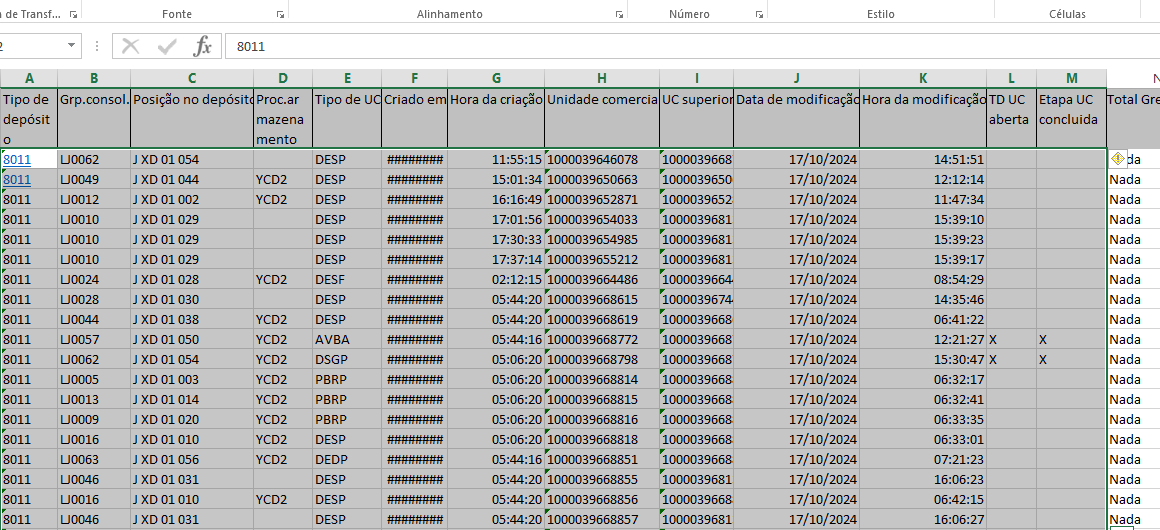 a de Transf... Fonte Alinhamento Número Estilo Células
2 fx 8011
A B C D E F G H I J K L M N
Tipo de depósito Grp.consol. Posição no depósito Proc.armazenamento Tipo de UC Criado em Hora da criação Unidade comercia UC superior Data de modificação Hora da modificação TD UC aberta Etapa UC concluida Total Gre
8011 LJ0062 J XD 01 054 DESP ######## 11:55:15 1000039646078 1000039668 17/10/2024 14:51:51 da
8011 LJ0049 J XD 01 044 YCD2 DESP ######## 15:01:34 1000039650663 1000039650 17/10/2024 12:12:14 Nada
8011 LJ0012 J XD 01 002 YCD2 DESP ######## 16:16:49 1000039652871 1000039652 17/10/2024 11:47:34 Nada
8011 LJ0010 J XD 01 029 DESP ######## 17:01:56 1000039654033 1000039681 17/10/2024 15:39:10 Nada
8011 LJ0010 J XD 01 029 DESP ######## 17:30:33 1000039654985 1000039681 17/10/2024 15:39:23 Nada
8011 LJ0010 J XD 01 029 DESP ######## 17:37:14 1000039655212 1000039681 17/10/2024 15:39:17 Nada
8011 LJ0024 J XD 01 028 YCD2 DESF ######## 02:12:15 1000039664486 1000039664 17/10/2024 08:54:29 Nada
8011 LJ0028 J XD 01 030 DESP ######## 05:44:20 1000039668615 1000039674 17/10/2024 14:35:46 Nada
8011 LJ0044 J XD 01 038 YCD2 DESP ######## 05:44:20 1000039668619 1000039668 17/10/2024 06:41:22 Nada
8011 LJ0057 J XD 01 050 YCD2 AVBA ######## 05:44:16 1000039668772 1000039668 17/10/2024 12:21:27 X X Nada
8011 LJ0062 J XD 01 054 YCD2 DSGP ######## 05:06:20 1000039668798 1000039668 17/10/2024 15:30:47 X X Nada
8011 LJ0005 J XD 01 003 YCD2 PBRP ######## 05:06:20 1000039668814 1000039668 17/10/2024 06:32:17 Nada
8011 LJ0013 J XD 01 014 YCD2 PBRP ######## 05:06:20 1000039668815 1000039668 17/10/2024 06:32:41 Nada
8011 LJ0009 J XD 01 020 YCD2 PBRP ######## 05:06:20 1000039668816 1000039668 17/10/2024 06:33:35 Nada
8011 LJ0016 J XD 01 010 YCD2 DESP ######## 05:06:20 1000039668818 1000039668 17/10/2024 06:33:01 Nada
8011 LJ0063 J XD 01 056 YCD2 DEDP ######## 05:44:16 1000039668851 1000039668 17/10/2024 07:21:23 Nada
8011 LJ0046 J XD 01 031 DESP ######## 05:44:20 1000039668855 1000039681 17/10/2024 16:06:23 Nada
8011 LJ0016 J XD 01 010 YCD2 DESP ######## 05:44:20 1000039668856 1000039668 17/10/2024 06:42:15 Nada
8011 LJ0046 J XD 01 031 DESP ######## 05:44:20 1000039668857 1000039681 17/10/2024 16:06:27 Nada